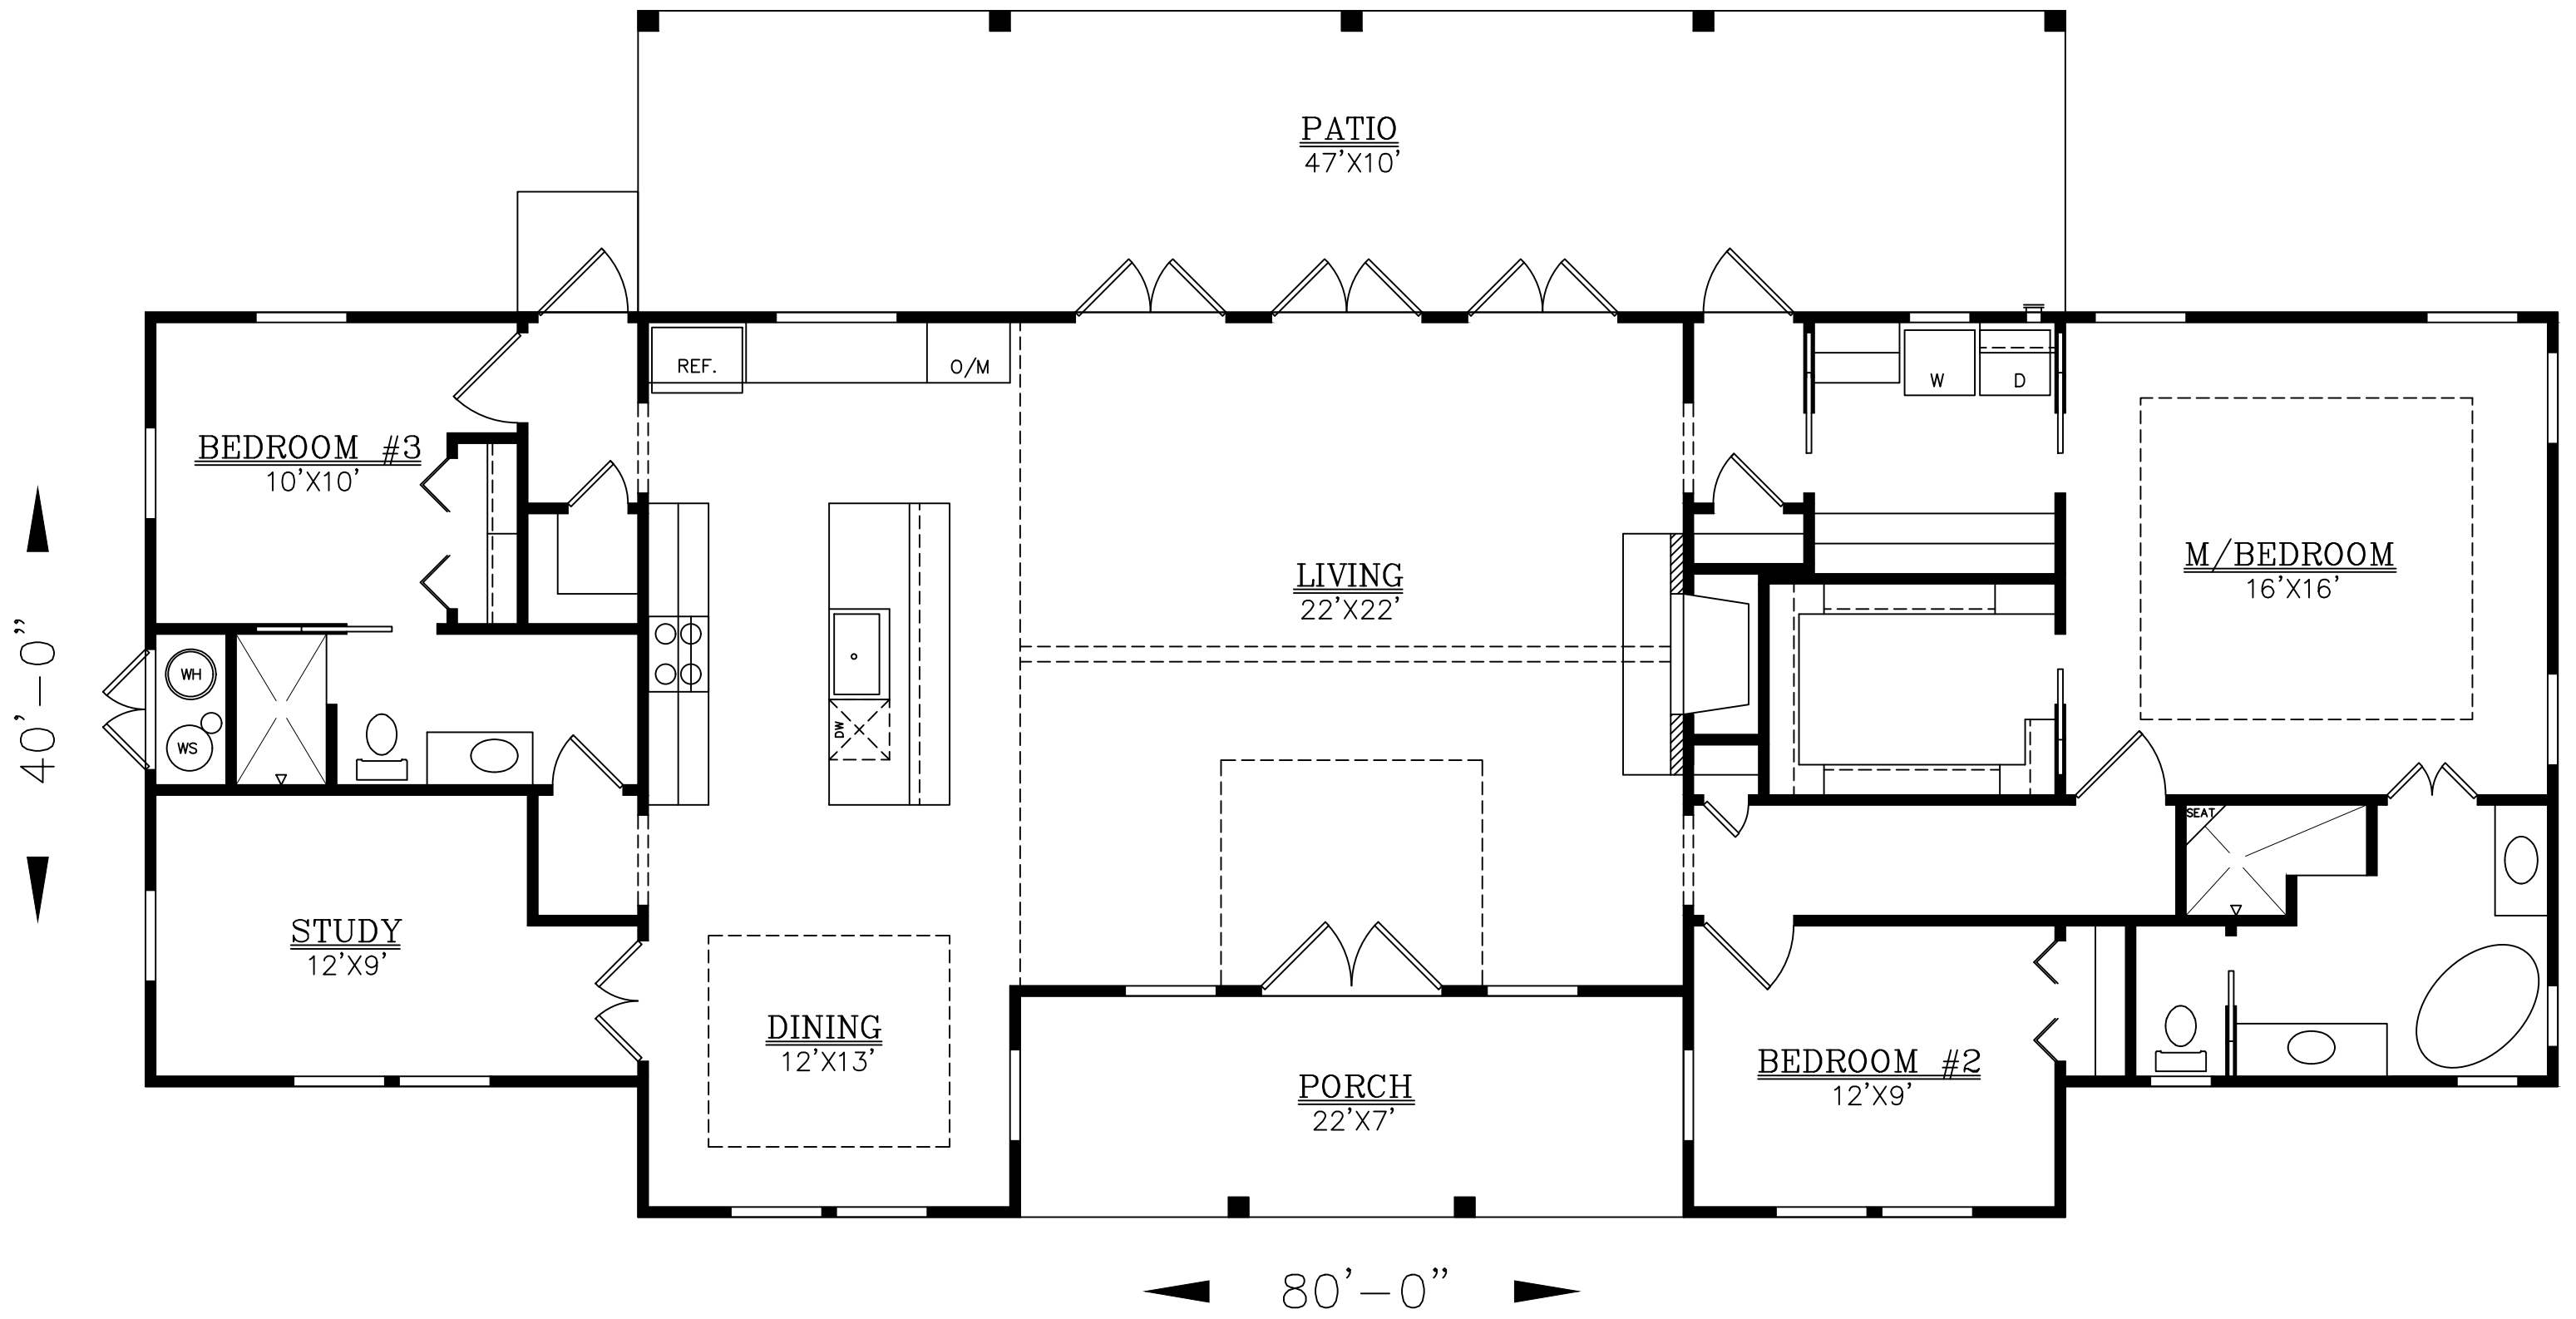 PATIO
47'X10'
REF.
O/M
W
D
BEDROOM #3
10'X10'
M/BEDROOM
16'X16'
LIVING
22'X22'
WH
WS
DW
40'-0"
SEAT
STUDY
12'X9'
DINING
12'X13'
BEDROOM #2
12'X9'
PORCH
22'X7'
80'-0"